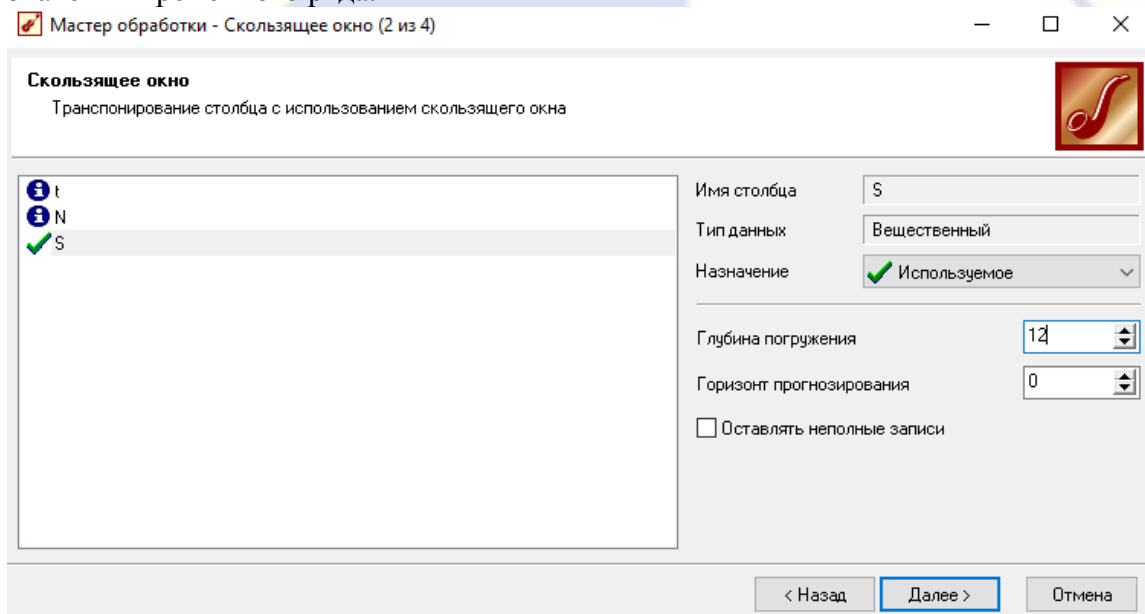 Мастер обработки - Скользящее окно (2 из 4)
Скользящее окно
Транспонирование столбца с использованием скользящего окна
t
N
S
Имя столбца S
Тип данных Вещественный
Назначение Используемое
Глубина погружения 12
Горизонт прогнозирования 0
Оставлять неполные записи
< Назад Далее > Отмена